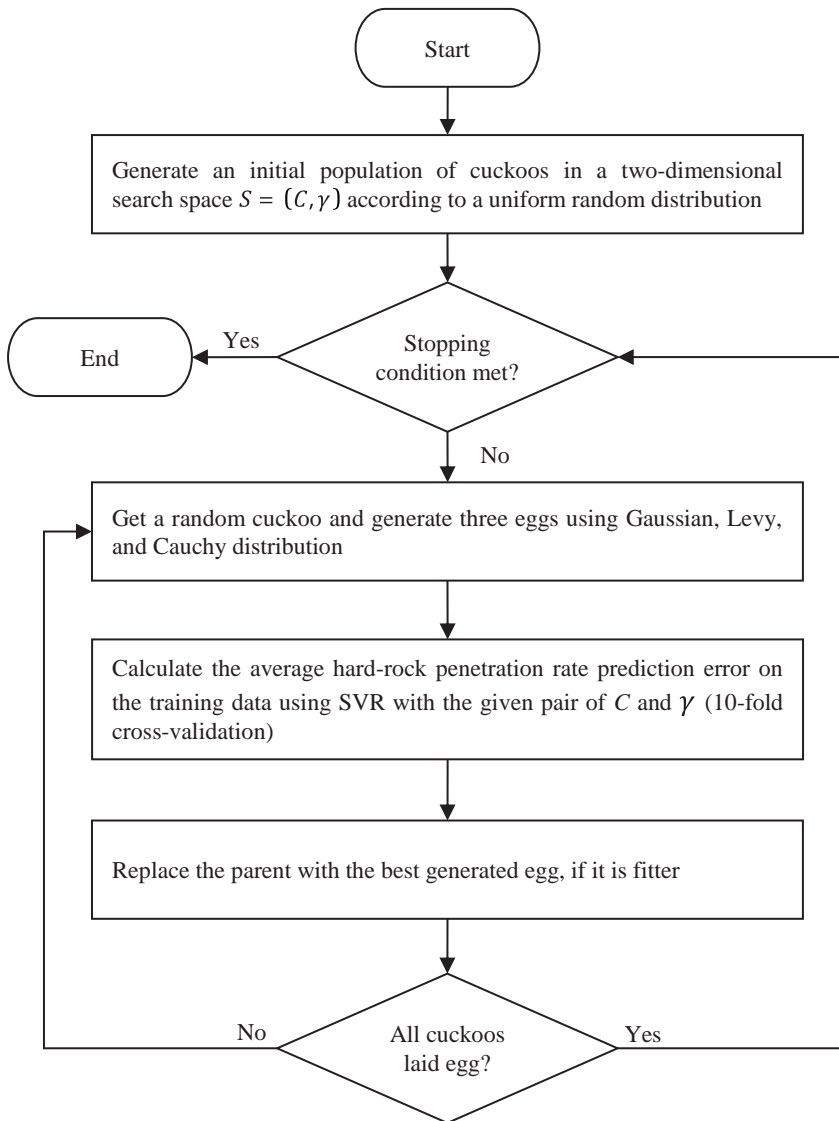 Start
Generate an initial population of cuckoos in a two-dimensional
search space S = (C, γ) according to a uniform random distribution
Stopping
condition met?
Yes
End
No
Get a random cuckoo and generate three eggs using Gaussian, Levy,
and Cauchy distribution
Calculate the average hard-rock penetration rate prediction error on
the training data using SVR with the given pair of C and γ (10-fold
cross-validation)
Replace the parent with the best generated egg, if it is fitter
All cuckoos
laid egg?
No
Yes